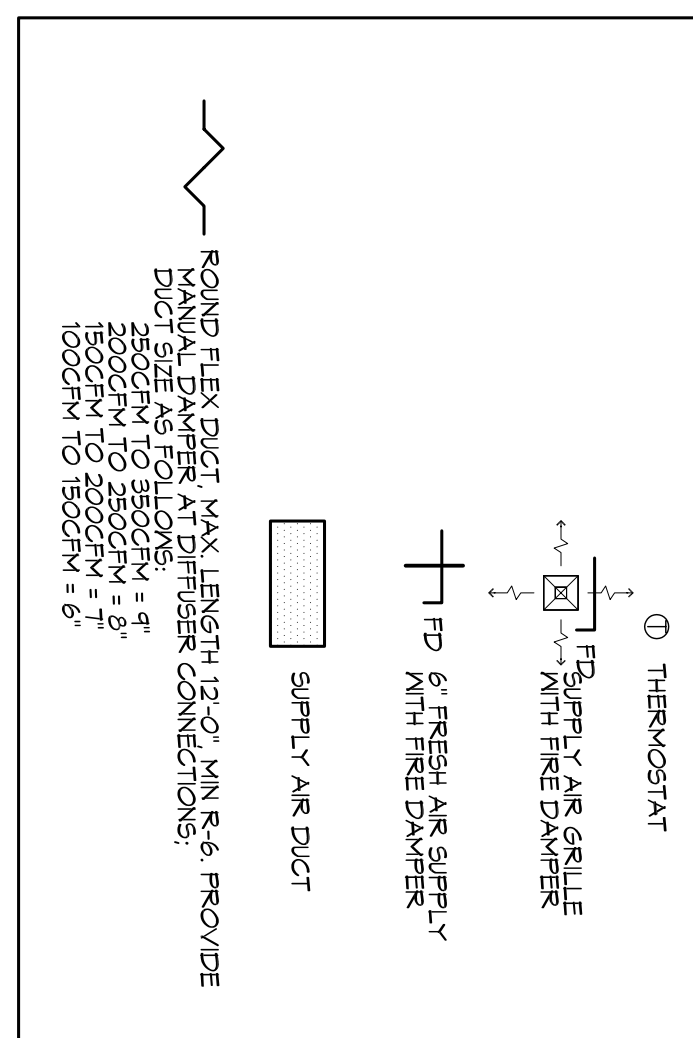 T THERMOSTAT
FD
SUPPLY AIR GRILLE
WITH FIRE DAMPER
FD 6" FRESH AIR SUPPLY
WITH FIRE DAMPER
SUPPLY AIR DUCT
ROUND FLEX DUCT, MAX. LENGTH 12'-0", MIN R-6. PROVIDE
MANUAL DAMPER AT DIFFUSER CONNECTIONS;
DUCT SIZE AS FOLLOWS:
250CFM TO 350CFM = 9"
200CFM TO 250CFM = 8"
150CFM TO 200CFM = 7"
100CFM TO 150CFM = 6"